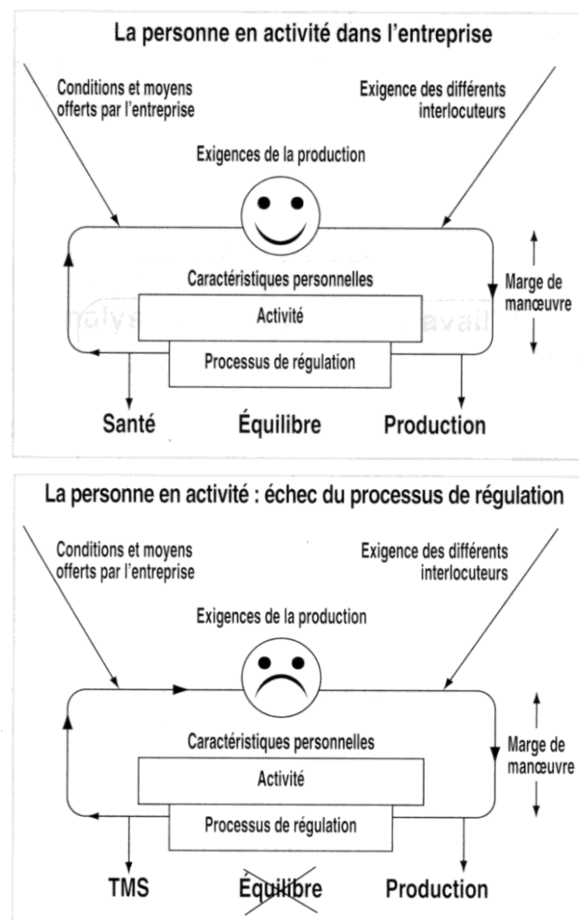 La personne en activité dans l'entreprise
Conditions et moyens
offerts par l'entreprise
Exigence des différents
interlocuteurs
Exigences de la production
Caractéristiques personnelles
Activité
Processus de régulation
Marge de
manœuvre
Santé
Équilibre
Production
La personne en activité : échec du processus de régulation
Conditions et moyens
offerts par l'entreprise
Exigence des différents
interlocuteurs
Exigences de la production
Caractéristiques personnelles
Activité
Processus de régulation
Marge de
manœuvre
TMS
Équilibre
Production